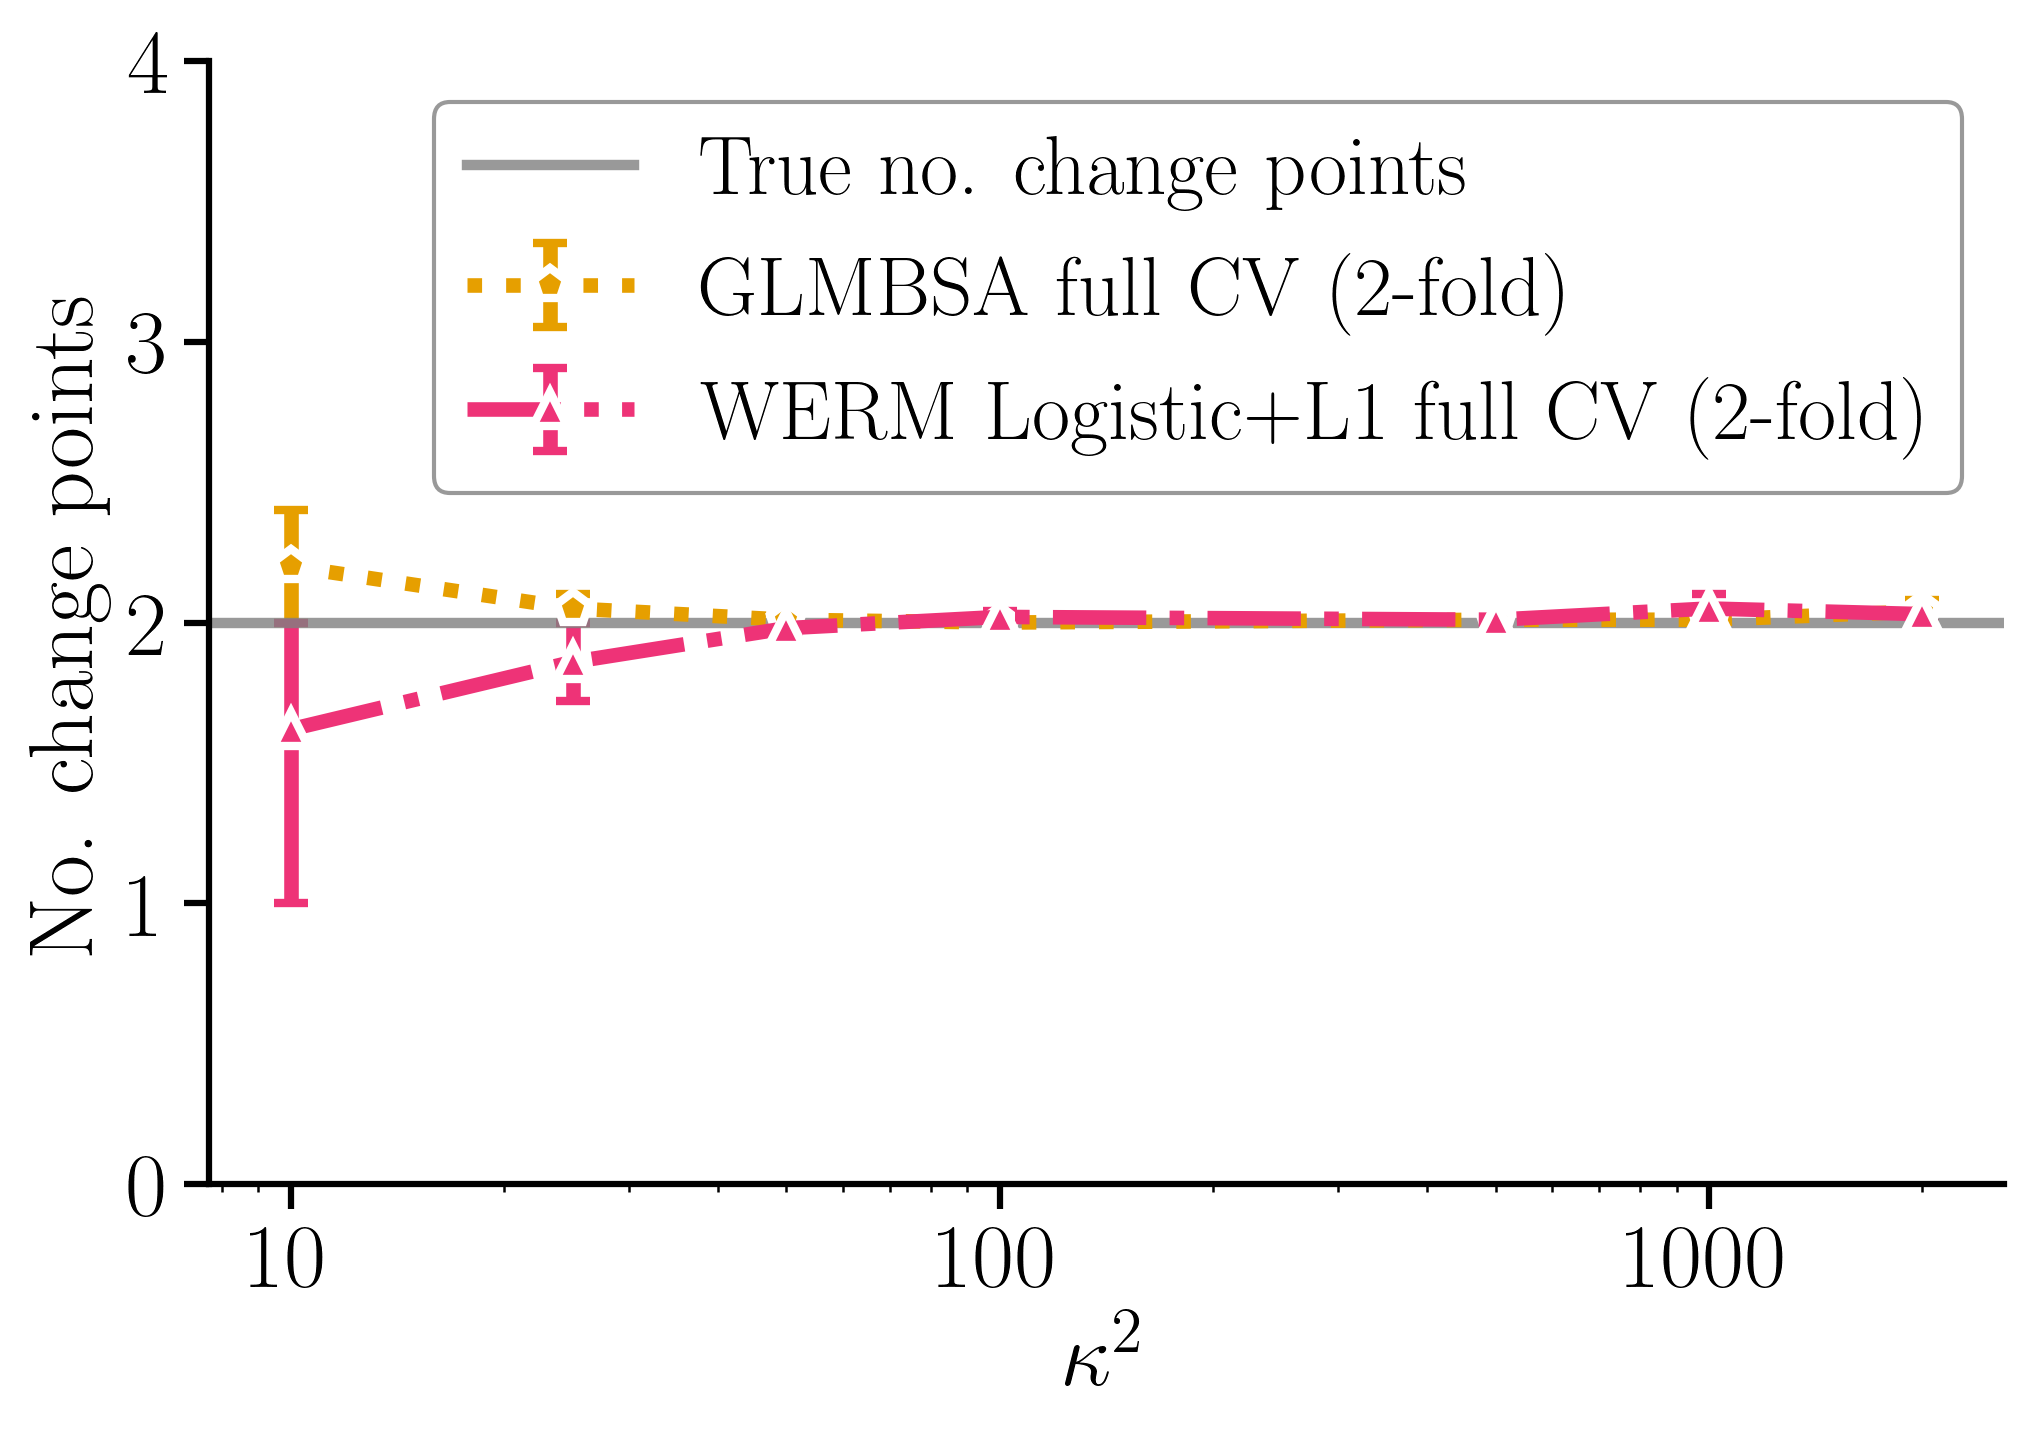 4
3
2
1
0
No. change points
True no. change points
GLMBSA full CV (2-fold)
WERM Logistic+L1 full CV (2-fold)
10
100
1000
κ²